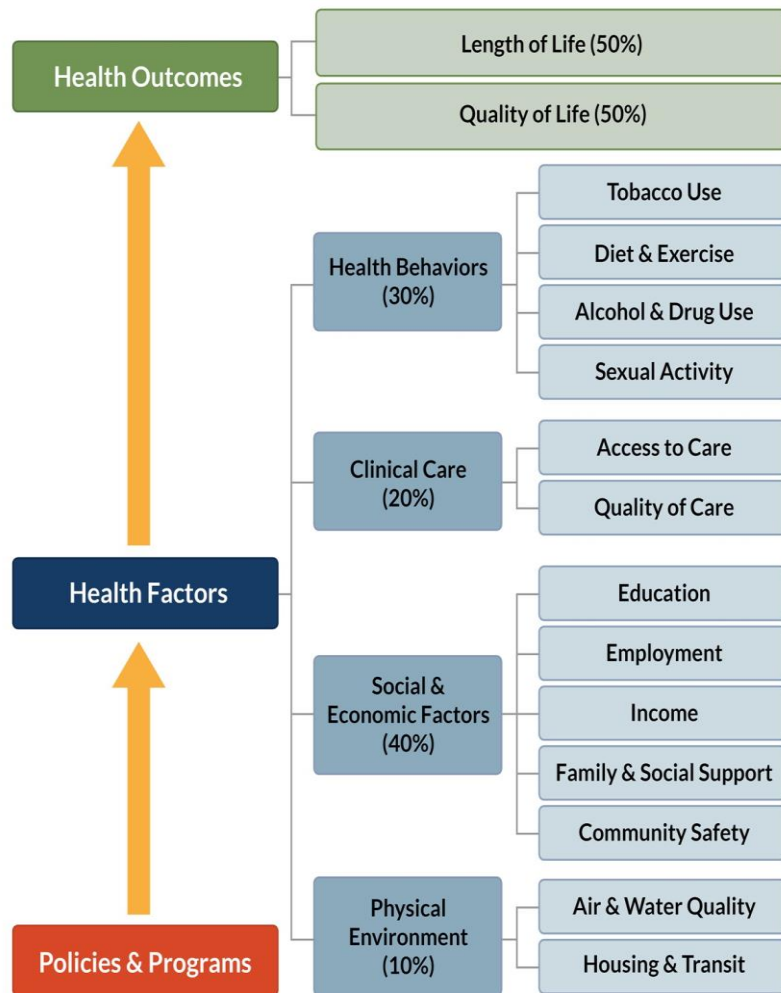 Health Outcomes
Length of Life (50%)
Quality of Life (50%)
Health Factors
Health Behaviors
(30%)
Tobacco Use
Diet & Exercise
Alcohol & Drug Use
Sexual Activity
Clinical Care
(20%)
Access to Care
Quality of Care
Social &
Economic Factors
(40%)
Education
Employment
Income
Family & Social Support
Community Safety
Physical
Environment
(10%)
Air & Water Quality
Housing & Transit
Policies & Programs